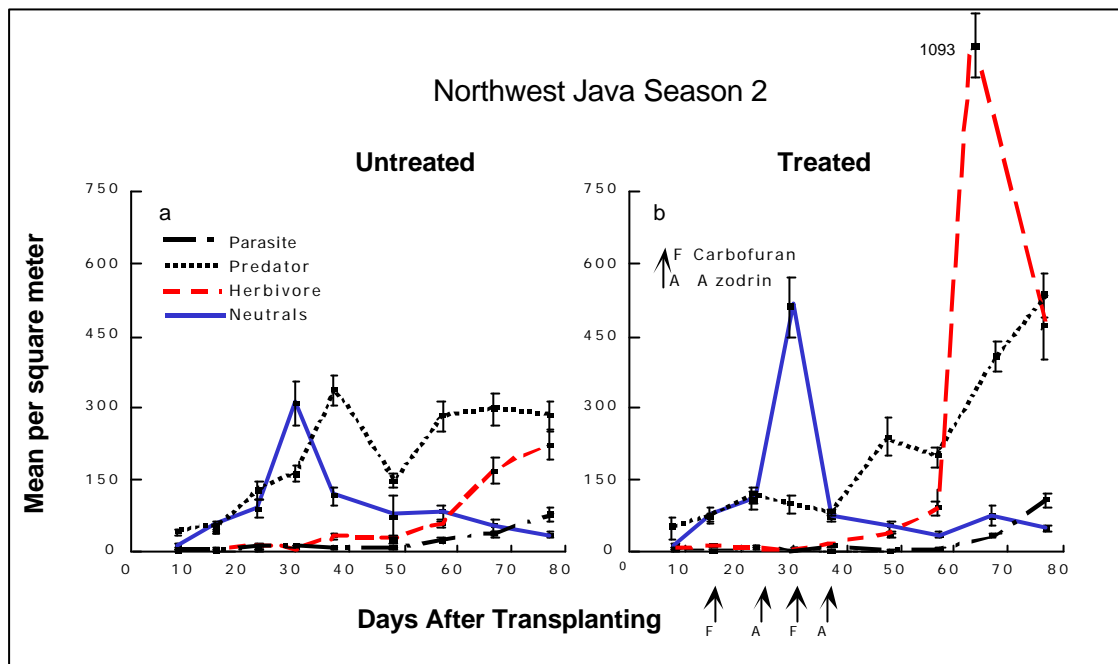 Northwest Java Season 2
1093
Untreated
Treated
Mean per square meter
750
600
450
300
150
0
a
Parasite
Predator
Herbivore
Neutrals
0 10 20 30 40 50 60 70 80
750
600
450
300
150
0
b
F Carbofuran
A Azodrin
0 10 20 30 40 50 60 70 80
F A F A
Days After Transplanting